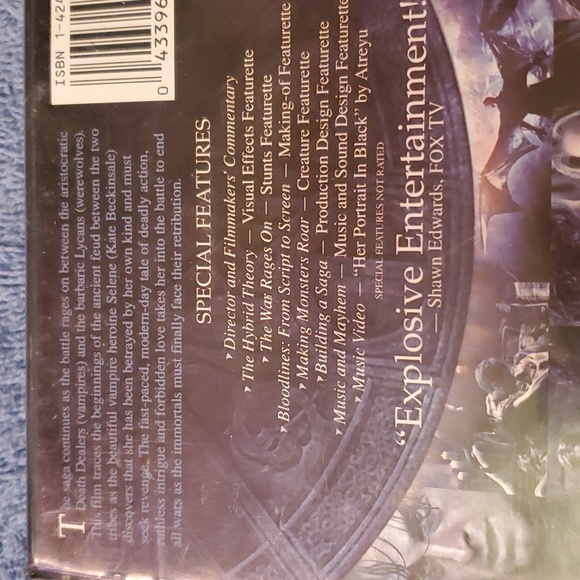 ISBN 1-424
0 43396
The saga continues as the battle rages on between the aristocratic
Death Dealers (vampires) and the barbaric Lycans (werewolves).
This film traces the beginnings of the ancient feud between the two
tribes as the beautiful vampire heroine Selene (Kate Beckinsale)
discovers that she has been betrayed by her own kind and must
seek revenge. The fast-paced, modern-day tale of deadly action,
ruthless intrigue and forbidden love takes her into the battle to end
all wars as the immortals must finally face their retribution.
SPECIAL FEATURES
Director and Filmmakers' Commentary
The Hybrid Theory — Visual Effects Featurette
The War Rages On — Stunts Featurette
Bloodlines: From Script to Screen — Making-of Featurette
Making Monsters Roar — Creature Featurette
Building a Saga — Production Design Featurette
Music and Mayhem — Music and Sound Design Featurette
Music Video — "Her Portrait In Black" by Atreyu
SPECIAL FEATURES NOT RATED
"Explosive Entertainment!
— Shawn Edwards, FOX TV